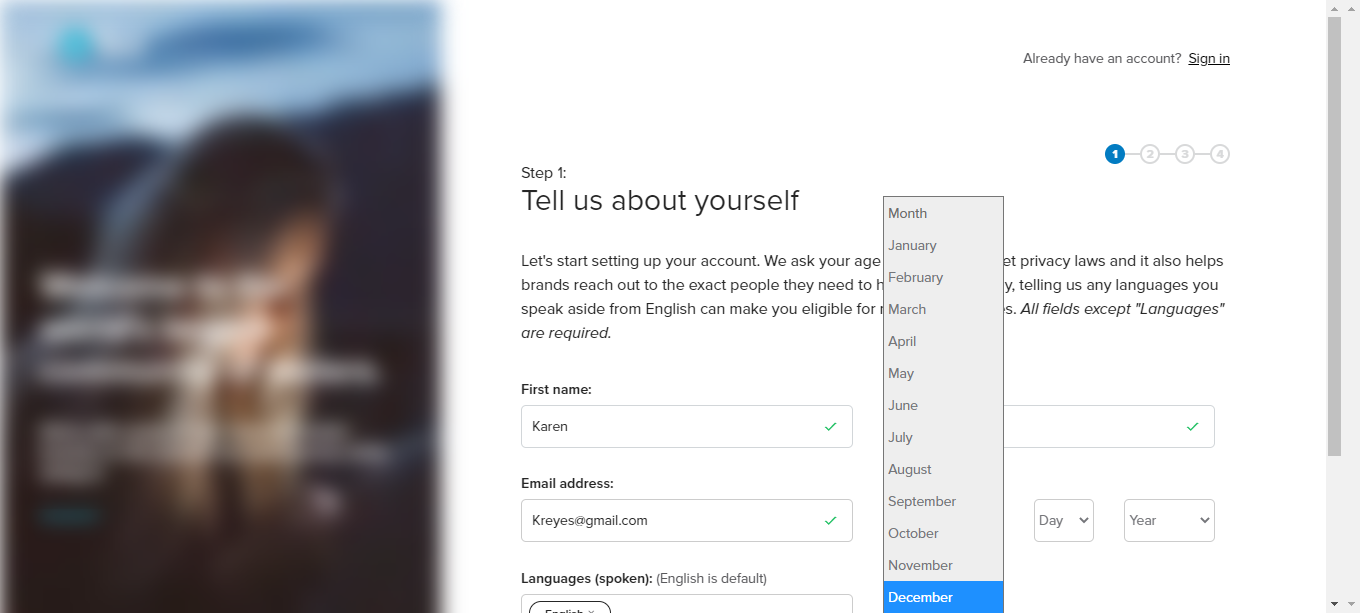 Already have an account? Sign in
1 2 3 4
Step 1:
Tell us about yourself
Let's start setting up your account. We ask your age et privacy laws and it also helps
brands reach out to the exact people they need to h y, telling us any languages you
speak aside from English can make you eligible for s. All fields except "Languages"
are required.
Month
January
February
March
April
May
June
July
August
September
October
November
December
First name:
Karen
Email address:
Kreyes@gmail.com
Day
Year
Languages (spoken): (English is default)
English ×